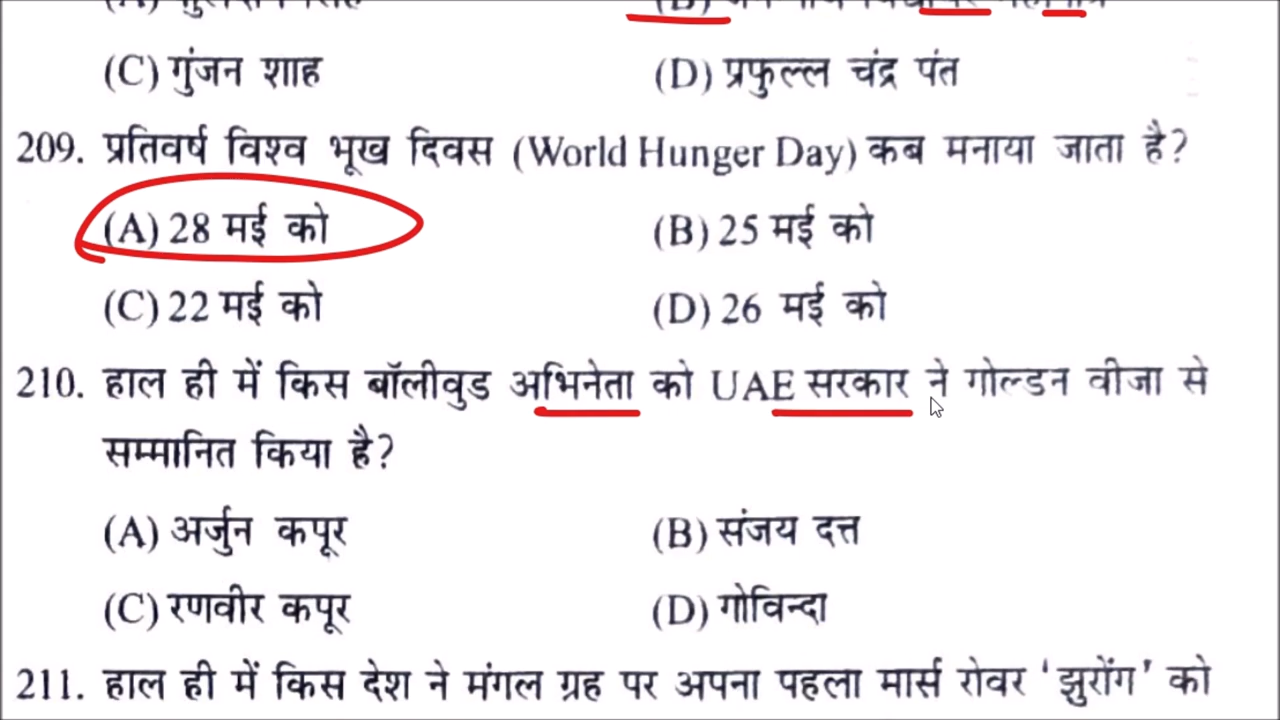 (C) गुंजन शाह (D) प्रफुल्ल चंद्र पंत
209. प्रतिवर्ष विश्व भूख दिवस (World Hunger Day) कब मनाया जाता है?
(A) 28 मई को (B) 25 मई को
(C) 22 मई को (D) 26 मई को
210. हाल ही में किस बॉलीवुड अभिनेता को UAE सरकार ने गोल्डन वीजा से
सम्मानित किया है?
(A) अर्जुन कपूर (B) संजय दत्त
(C) रणवीर कपूर (D) गोविन्दा
211. हाल ही में किस देश ने मंगल ग्रह पर अपना पहला मार्स रोवर 'झुरोंग' को